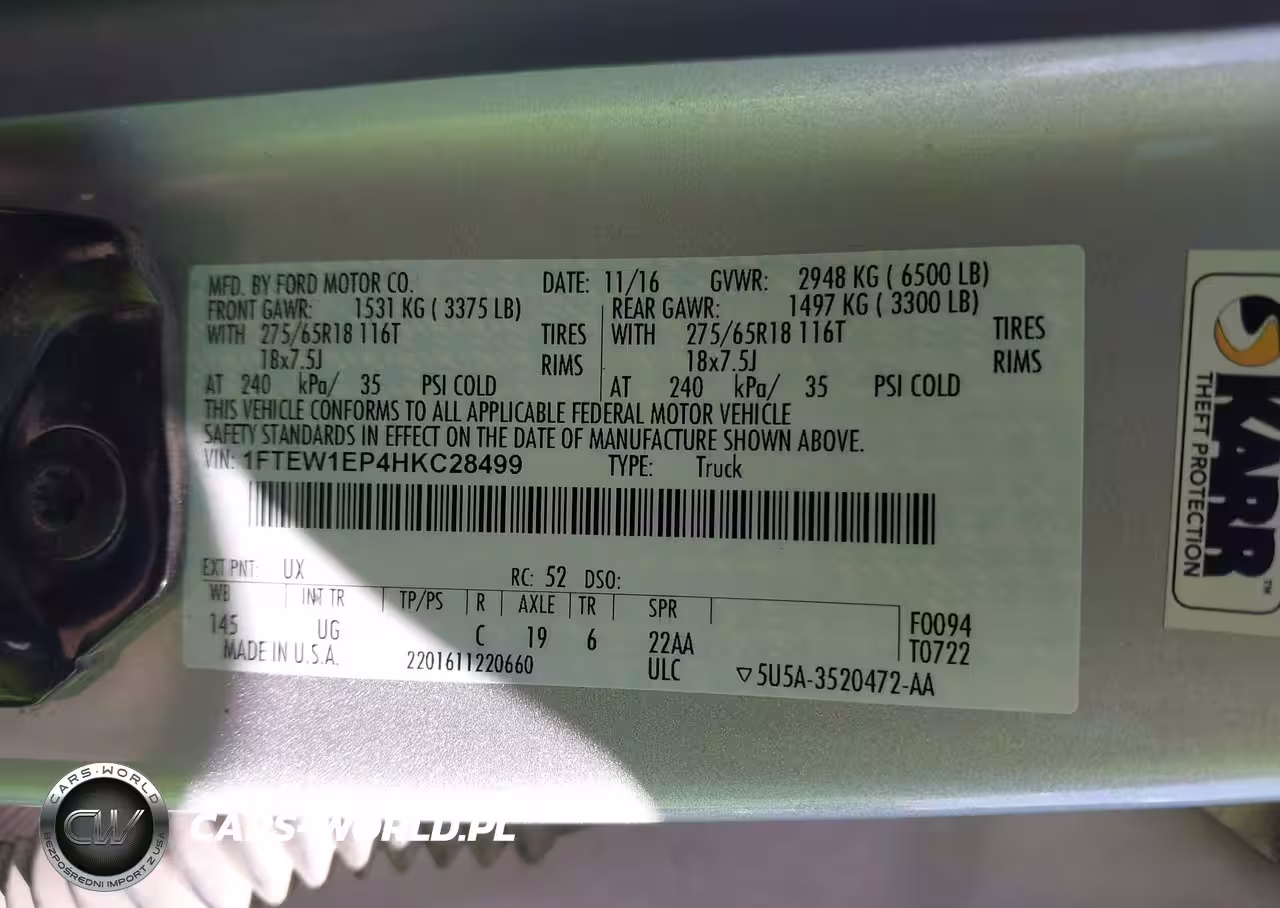 MFD. BY FORD MOTOR CO. DATE: 11/16 GVWR: 2948 KG ( 6500 LB)
FRONT GAWR: 1531 KG ( 3375 LB) REAR GAWR: 1497 KG ( 3300 LB)
WITH 275/65R18 116T TIRES WITH 275/65R18 116T TIRES
18x7.5J RIMS 18x7.5J RIMS
AT 240 kPa/ 35 PSI COLD AT 240 kPa/ 35 PSI COLD
THIS VEHICLE CONFORMS TO ALL APPLICABLE FEDERAL MOTOR VEHICLE
SAFETY STANDARDS IN EFFECT ON THE DATE OF MANUFACTURE SHOWN ABOVE.
VIN: 1FTEW1EP4HKC28499 TYPE: Truck
EXT PNT: UX RC: 52 DSO:
WB INT TR TP/PS R AXLE TR SPR
145 UG C 19 6 22AA
F0094
T0722
MADE IN U.S.A. 2201611220660 ULC ▽5U5A-3520472-AA
KARR™
THEFT PROTECTION
CARS-WORLD
CW
BEZPOŚREDNI IMPORT Z USA
CARS-WORLD.PL